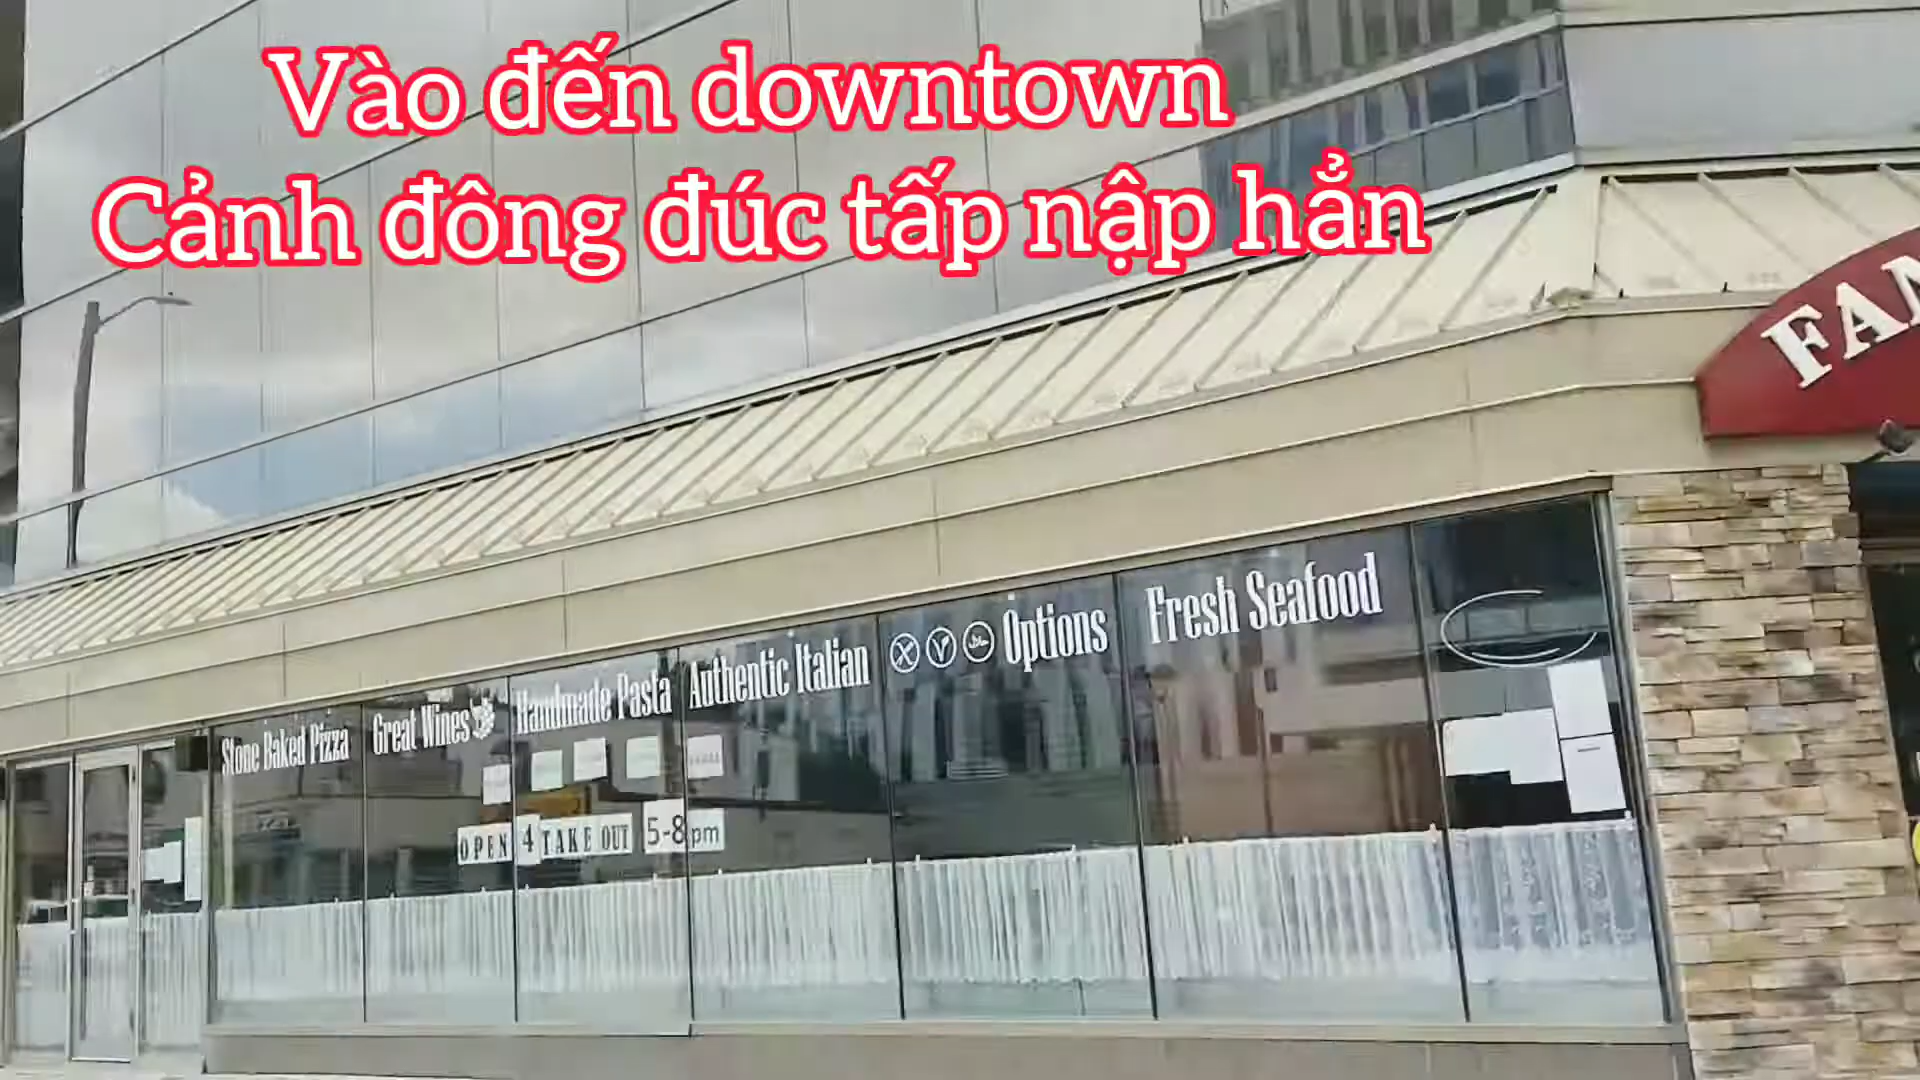 Vào đến downtown
Cảnh đông đúc tấp nập hẳn
Stone Baked Pizza
Great Wines
Handmade Pasta
Authentic Italian
Options
Fresh Seafood
OPEN 4 TAKE OUT 5-8pm